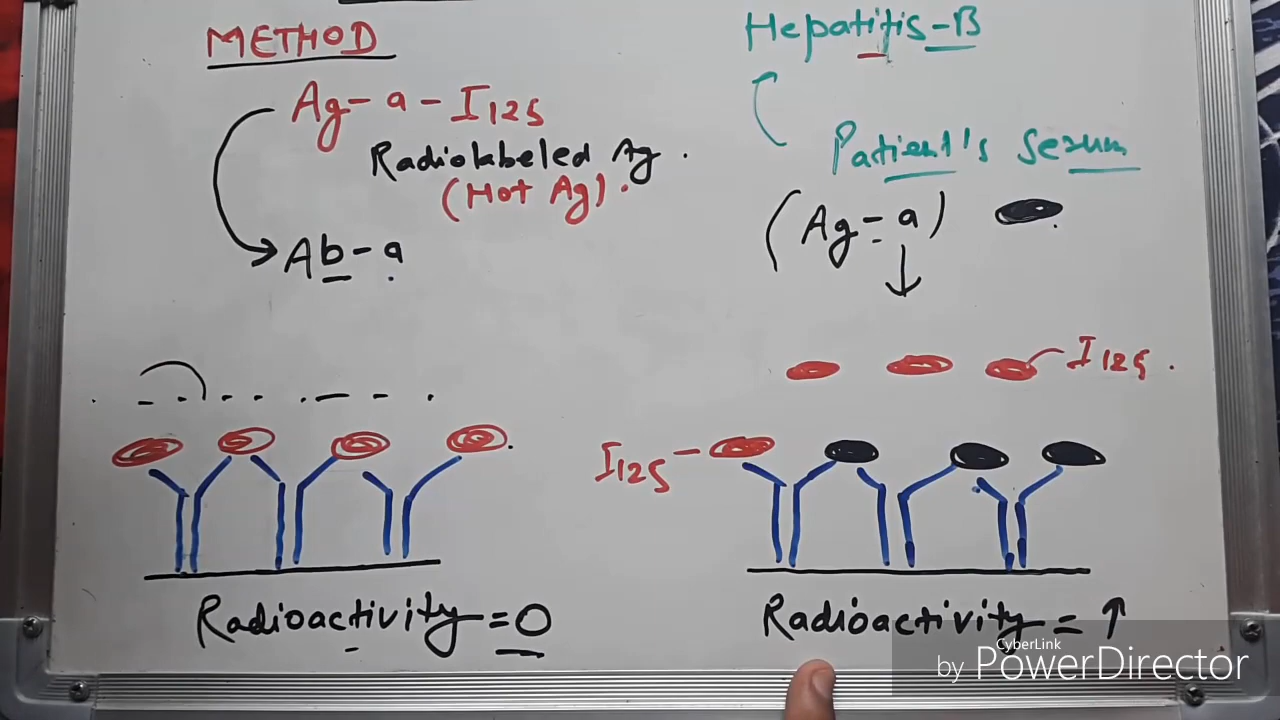 METHOD
Ag - a - I125
Radiolabeled Ag.
(Hot Ag).
Ab - a
Hepatitis - B
Patient's Serum
(Ag - a)
I125.
I125
Radioactivity = 0
Radioactivity = ↑
CyberLink
by PowerDirector